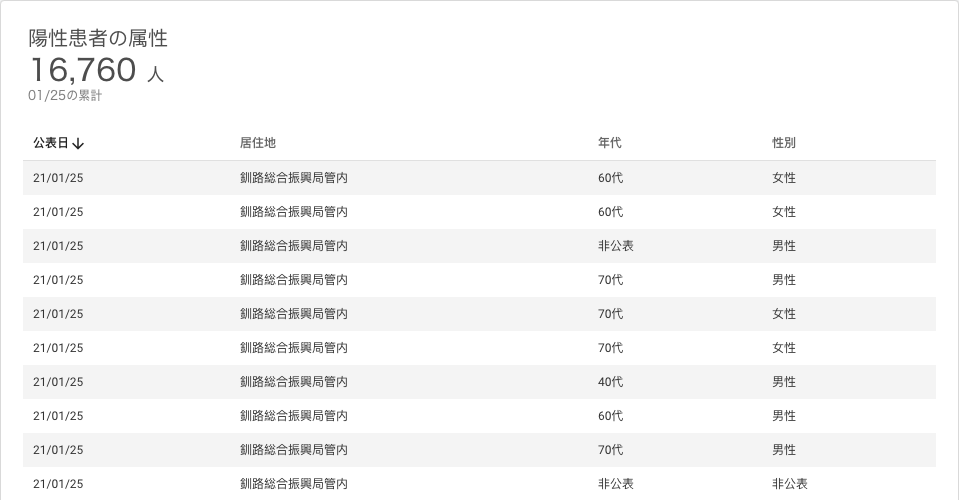 陽性患者の属性
16,760 人
01/25の累計
公表日↓ 居住地 年代 性別
21/01/25 釧路総合振興局管内 60代 女性
21/01/25 釧路総合振興局管内 60代 女性
21/01/25 釧路総合振興局管内 非公表 男性
21/01/25 釧路総合振興局管内 70代 男性
21/01/25 釧路総合振興局管内 70代 女性
21/01/25 釧路総合振興局管内 70代 女性
21/01/25 釧路総合振興局管内 40代 男性
21/01/25 釧路総合振興局管内 60代 男性
21/01/25 釧路総合振興局管内 70代 男性
21/01/25 釧路総合振興局管内 非公表 非公表